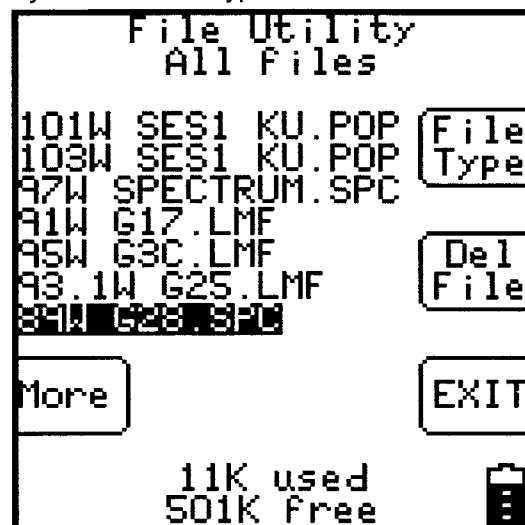 File Utility
All files
101W SES1 KU.POP
103W SES1 KU.POP
97W SPECTRUM.SPC
91W G17.LMF
95W G3C.LMF
93.1W G25.LMF
89W G28.SPC
File
Type
Del
File
More
EXIT
11K used
501K free